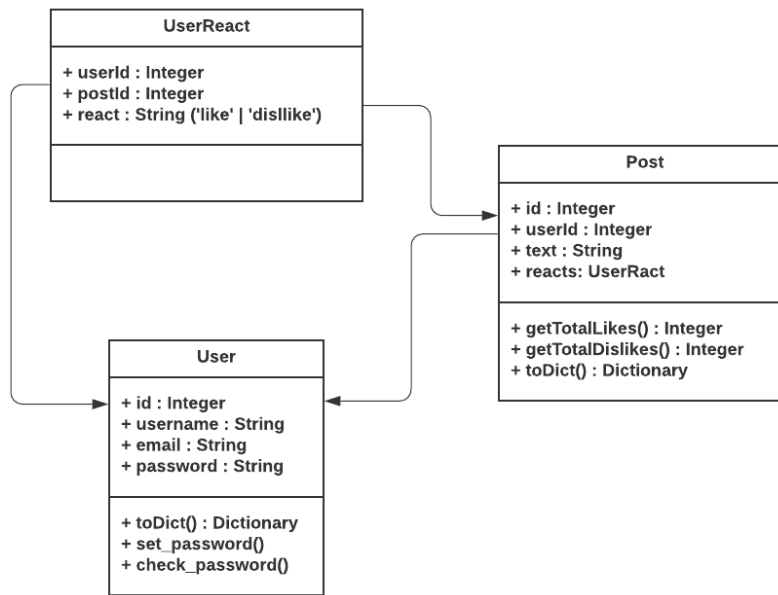 UserReact
+ userId : Integer
+ postId : Integer
+ react : String ('like' | 'disllike')
Post
+ id : Integer
+ userId : Integer
+ text : String
+ reacts: UserRact
+ getTotalLikes() : Integer
+ getTotalDislikes() : Integer
+ toDict() : Dictionary
User
+ id : Integer
+ username : String
+ email : String
+ password : String
+ toDict() : Dictionary
+ set_password()
+ check_password()